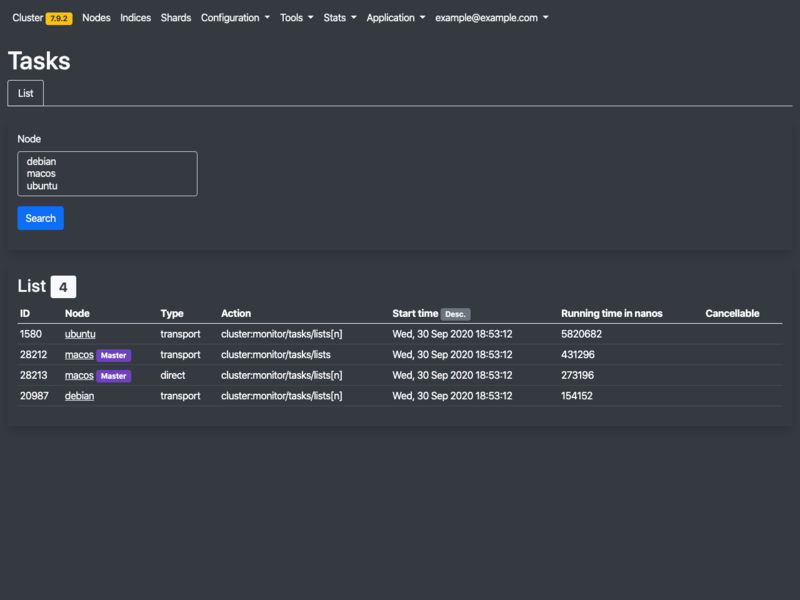 Cluster 7.9.2 Nodes Indices Shards Configuration Tools Stats Application example@example.com
Tasks
List
Node
debian
macos
ubuntu
Search
List 4
ID Node Type Action Start time Desc. Running time in nanos Cancellable
1580 ubuntu transport cluster:monitor/tasks/lists[n] Wed, 30 Sep 2020 18:53:12 5820682
28212 macos Master transport cluster:monitor/tasks/lists Wed, 30 Sep 2020 18:53:12 431296
28213 macos Master direct cluster:monitor/tasks/lists[n] Wed, 30 Sep 2020 18:53:12 273196
20987 debian transport cluster:monitor/tasks/lists[n] Wed, 30 Sep 2020 18:53:12 154152